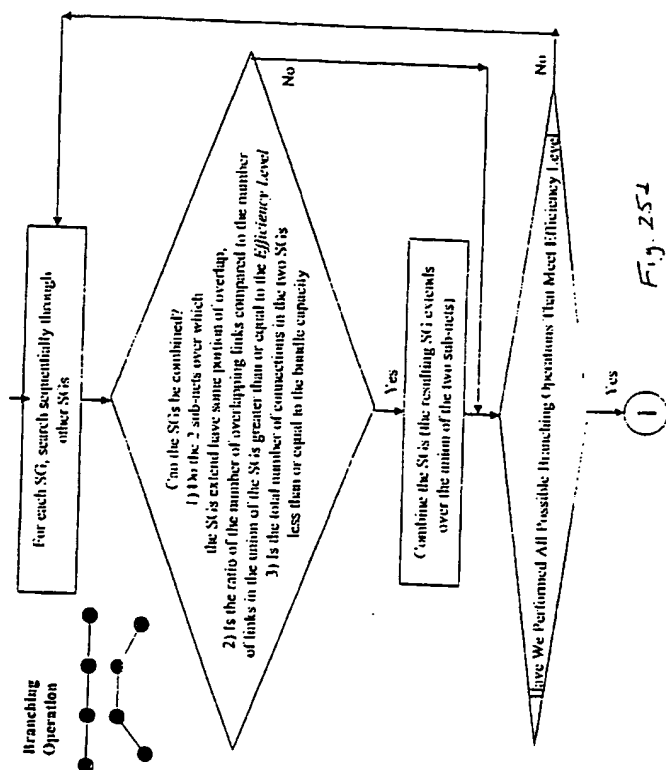 Branching
Operation
For each SG, search sequentially through
other SGs
Can the SGs be combined?
1) Do the 2 sub-nets over which
the SGs extend have some portion of overlap,
2) Is the ratio of the number of overlapping links compared to the number
of links in the union of the SGs greater than or equal to the Efficiency Level
3) Is the total number of connections in the two SGs
less than or equal to the bundle capacity
No
Yes
Combine the SGs (the resulting SG extends
over the union of the two sub-nets)
Have We Performed All Possible Branching Operations That Meet Efficiency Level
No
Yes
1
Fig. 25d